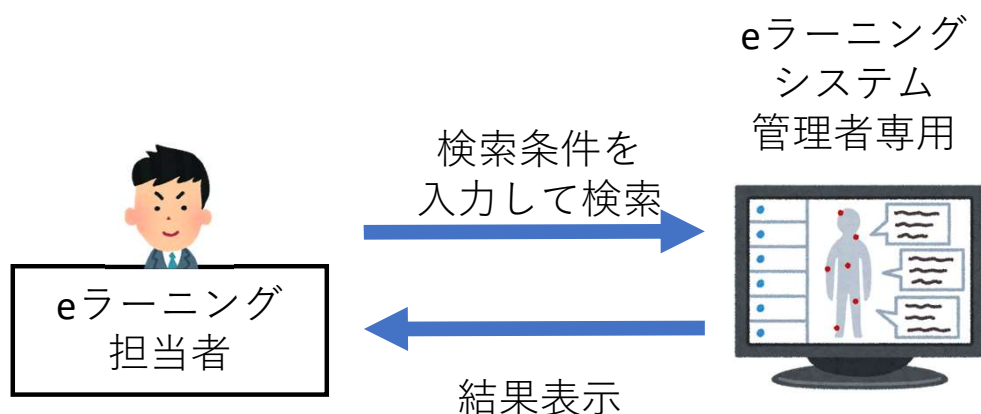 eラーニング
システム
管理者専用
検索条件を
入力して検索
eラーニング
担当者
結果表示